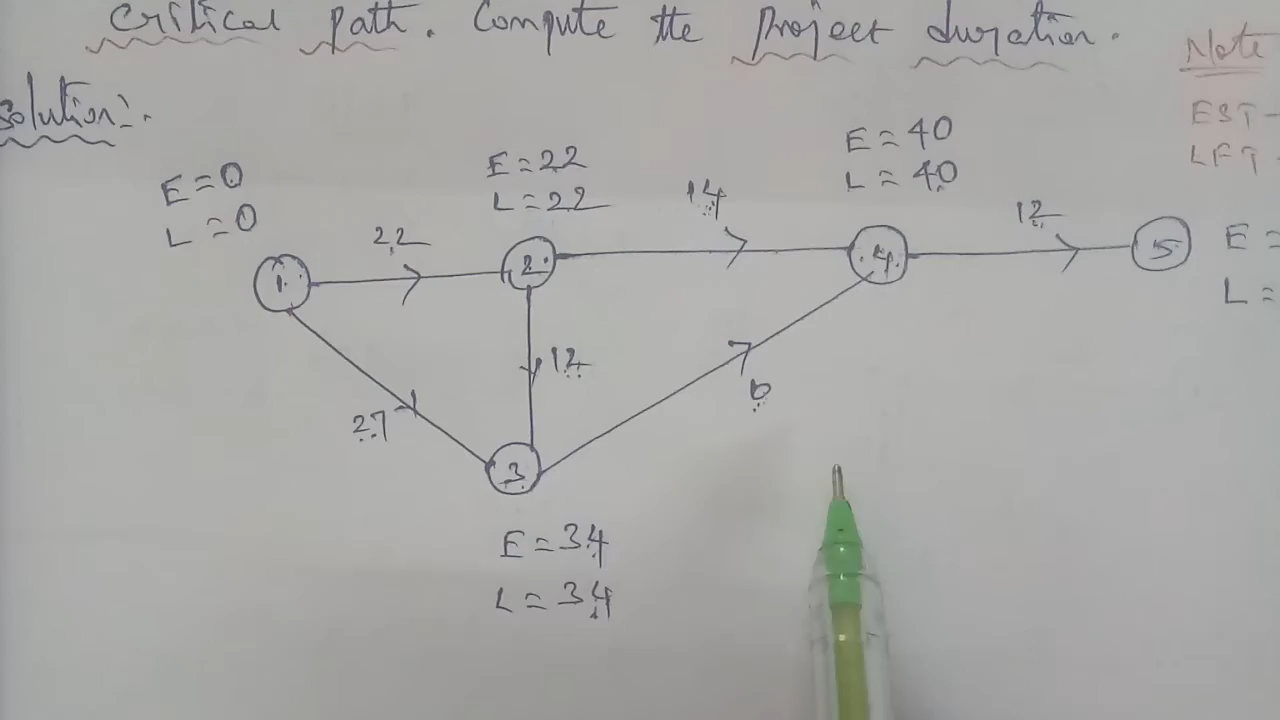 Critical path. Compute the project duration.
Note
Solution:.
EST-
LFT -
E = 0
L = 0
E = 22
L = 22
E = 40
L = 40
22
14
12
1
2
4
5
E =
L =
12
27
6
3
E = 34
L = 34